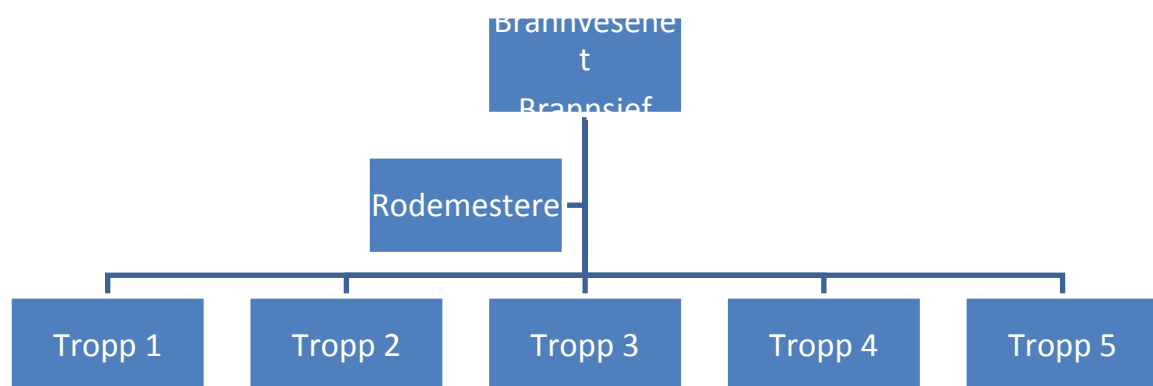 Brannvesene
t
Brannsjef
Rodemestere
Tropp 1
Tropp 2
Tropp 3
Tropp 4
Tropp 5